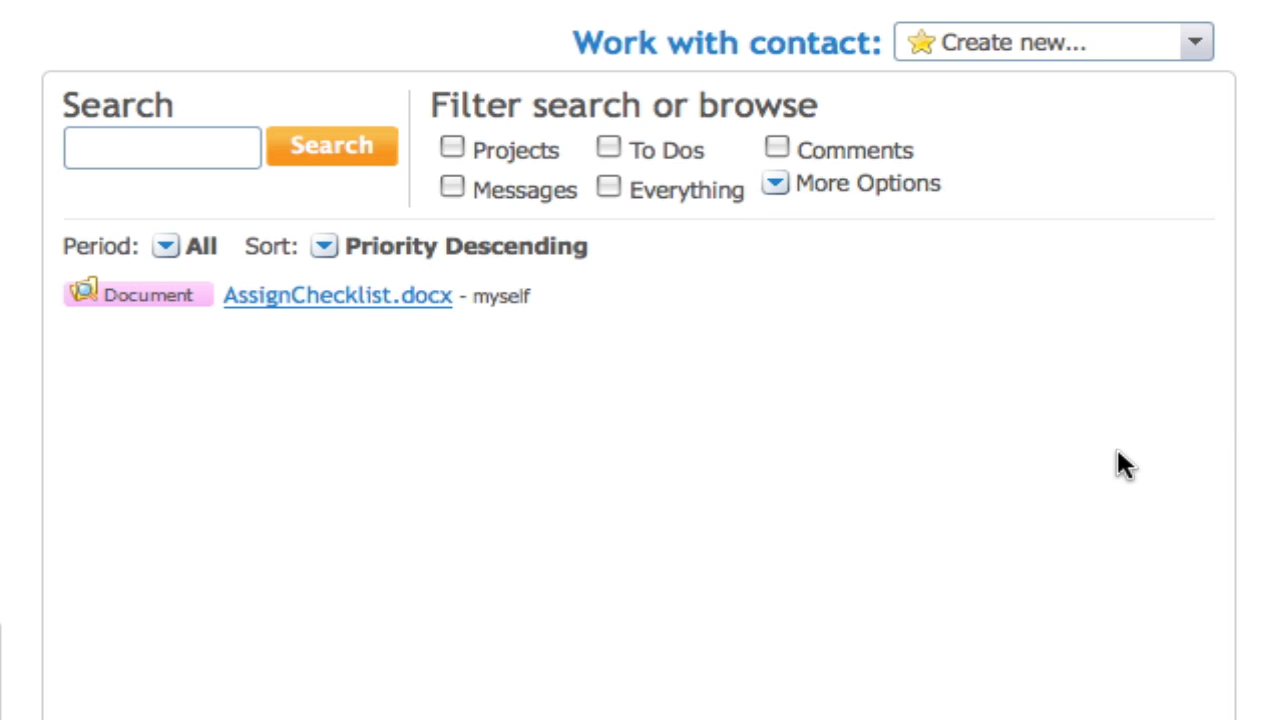 Work with contact: Create new...
Search
Search
Filter search or browse
Projects To Dos Comments
Messages Everything More Options
Period: All Sort: Priority Descending
Document AssignChecklist.docx - myself